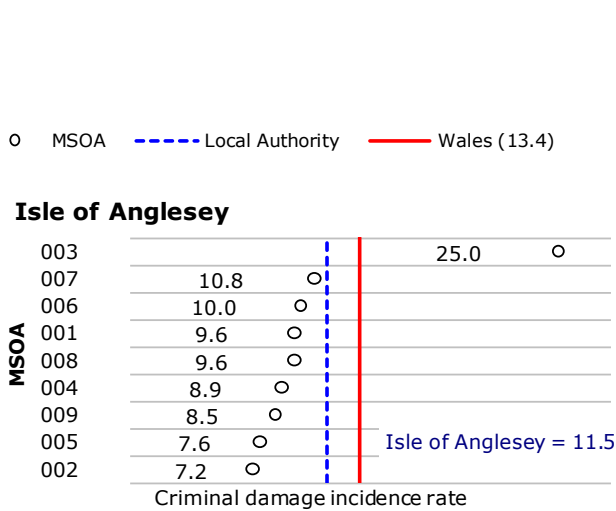 MSOA Local Authority Wales (13.4)
Isle of Anglesey
MSOA
003 25.0
007 10.8
006 10.0
001 9.6
008 9.6
004 8.9
009 8.5
005 7.6 Isle of Anglesey = 11.5
002 7.2
Criminal damage incidence rate